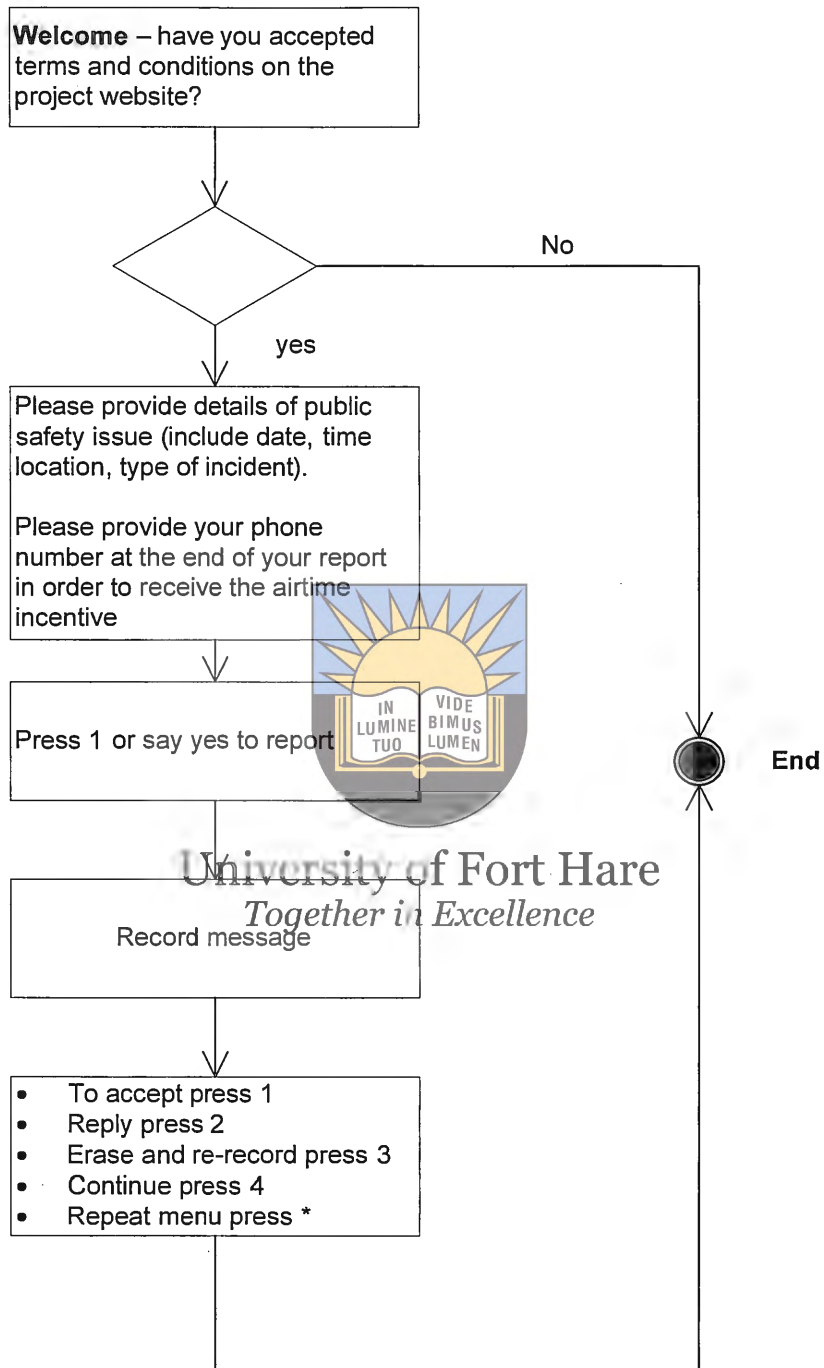 Welcome – have you accepted
terms and conditions on the
project website?
No
yes
Please provide details of public
safety issue (include date, time
location, type of incident).
Please provide your phone
number at the end of your report
in order to receive the airtime
incentive
Press 1 or say yes to report
IN
LUMINE
TUO
VIDE
BIMUS
LUMEN
End
University of Fort Hare
Together in Excellence
Record message
• To accept press 1
• Reply press 2
• Erase and re-record press 3
• Continue press 4
• Repeat menu press *